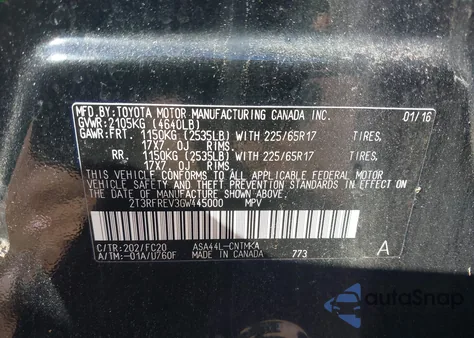 MFD.BY:TOYOTA MOTOR MANUFACTURING CANADA INC. 01/16
GVWR:2105KG (4640LB)
GAWR:FRT. 1150KG (2535LB) WITH 225/65R17 TIRES.
17X7.0J RIMS.
RR. 1150KG (2535LB) WITH 225/65R17 TIRES.
17X7.0J RIMS.
THIS VEHICLE CONFORMS TO ALL APPLICABLE FEDERAL MOTOR
VEHICLE SAFETY STANDARDS IN EFFECT ON THE
DATE OF MANUFACTURE SHOWN ABOVE.
2T3RFREV3GW445000 MPV
C/TR:202/FC20 ASA44L-CNTMKA A
A/TM:-01A/U760F MADE IN CANADA 773
autoSnap